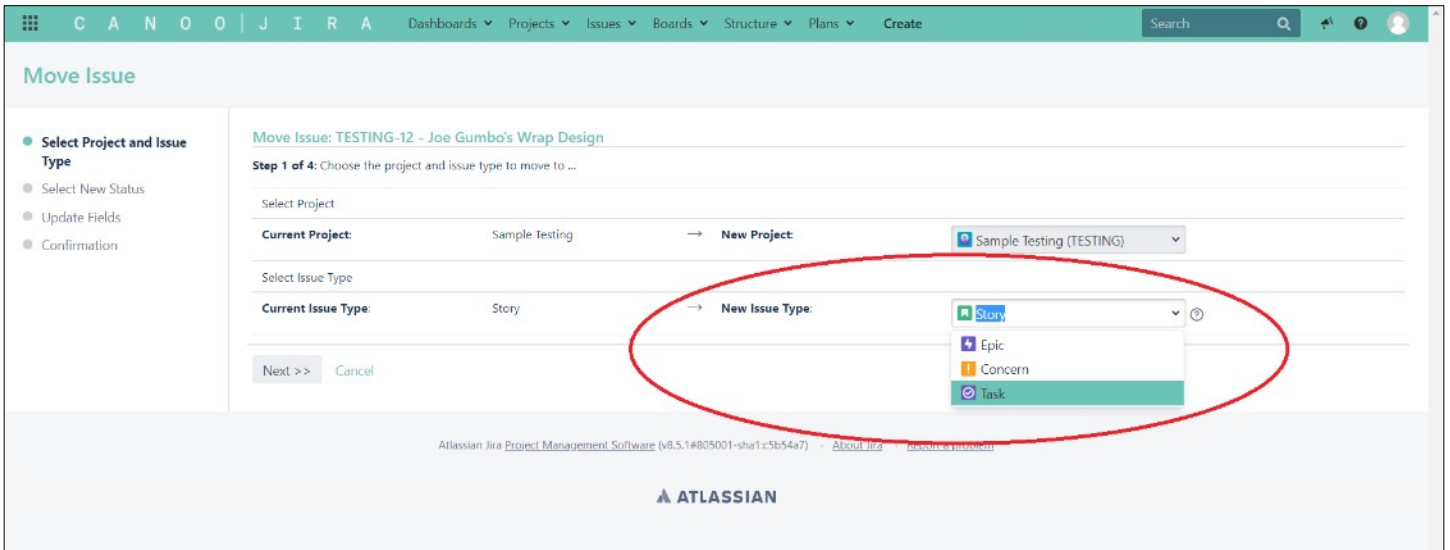 CANOO|JIRA Dashboards Projects Issues Boards Structure Plans Create Search
Move Issue
Select Project and Issue Type
Select New Status
Update Fields
Confirmation
Move Issue: TESTING-12 - Joe Gumbo's Wrap Design
Step 1 of 4: Choose the project and issue type to move to ...
Select Project
Current Project: Sample Testing → New Project: Sample Testing (TESTING)
Select Issue Type
Current Issue Type: Story → New Issue Type: Story
Epic
Concern
Task
Next >> Cancel
Atlassian Jira Project Management Software (v8.5.1#805001-sha1:c5b54a7) · About Jira · Report a problem
ATLASSIAN